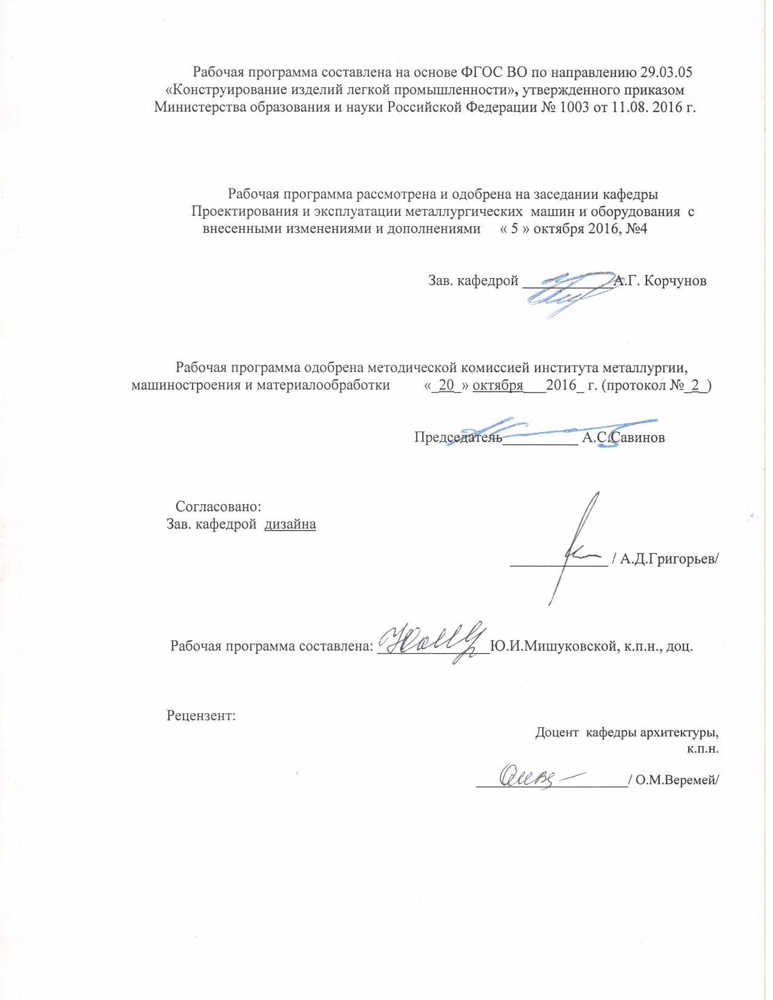 Рабочая программа составлена на основе ФГОС ВО по направлению 29.03.05
«Конструирование изделий легкой промышленности», утвержденного приказом
Министерства образования и науки Российской Федерации № 1003 от 11.08. 2016 г.
Рабочая программа рассмотрена и одобрена на заседании кафедры
Проектирования и эксплуатации металлургических машин и оборудования с
внесенными изменениями и дополнениями « 5 » октября 2016, №4
Зав. кафедрой ____________А.Г. Корчунов
Рабочая программа одобрена методической комиссией института металлургии,
машиностроения и материалообработки «_20_» октября___2016_ г. (протокол №_2_)
Председатель__________ А.С.Савинов
Согласовано:
Зав. кафедрой дизайна
_____________ / А.Д.Григорьев/
Рабочая программа составлена: _______________Ю.И.Мишуковской, к.п.н., доц.
Рецензент:
Доцент кафедры архитектуры,
к.п.н.
_____________________/ О.М.Веремей/